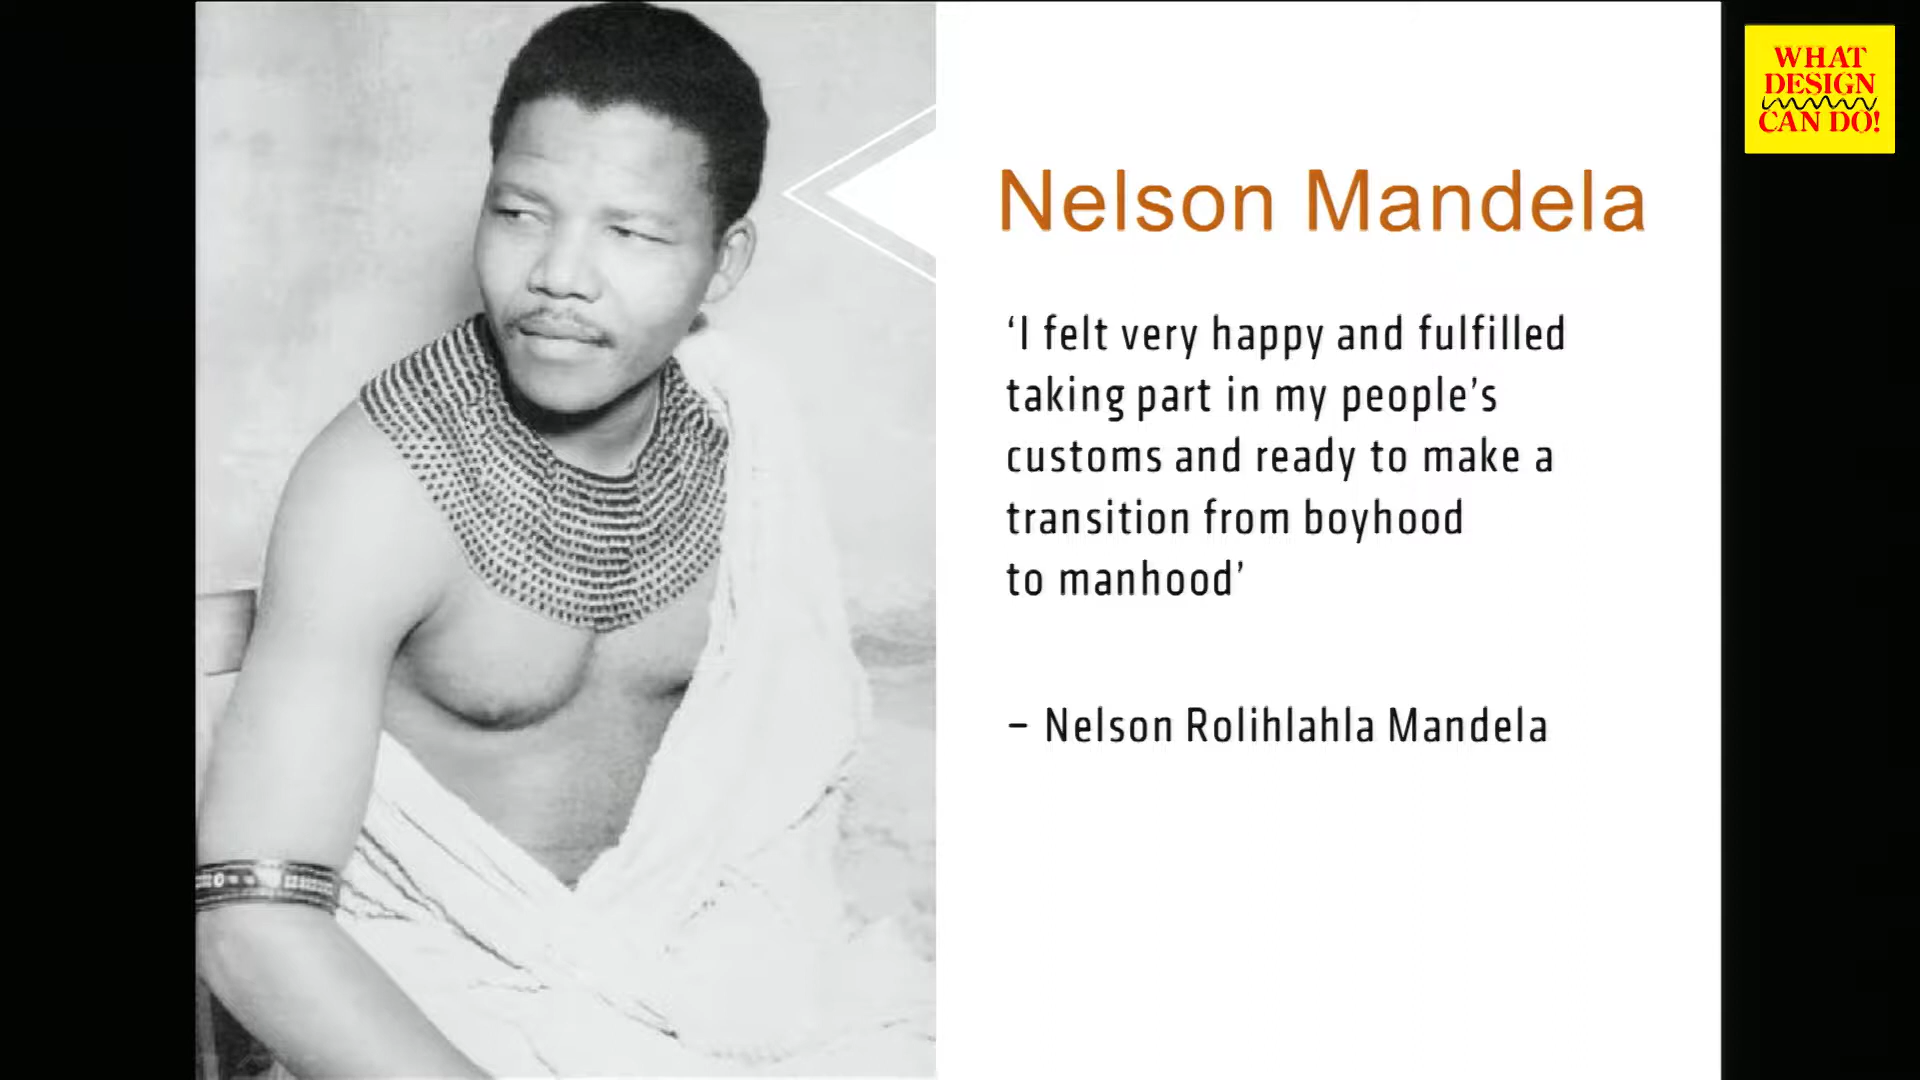 WHAT
DESIGN
CAN DO!
Nelson Mandela
‘I felt very happy and fulfilled
taking part in my people’s
customs and ready to make a
transition from boyhood
to manhood’
– Nelson Rolihlahla Mandela